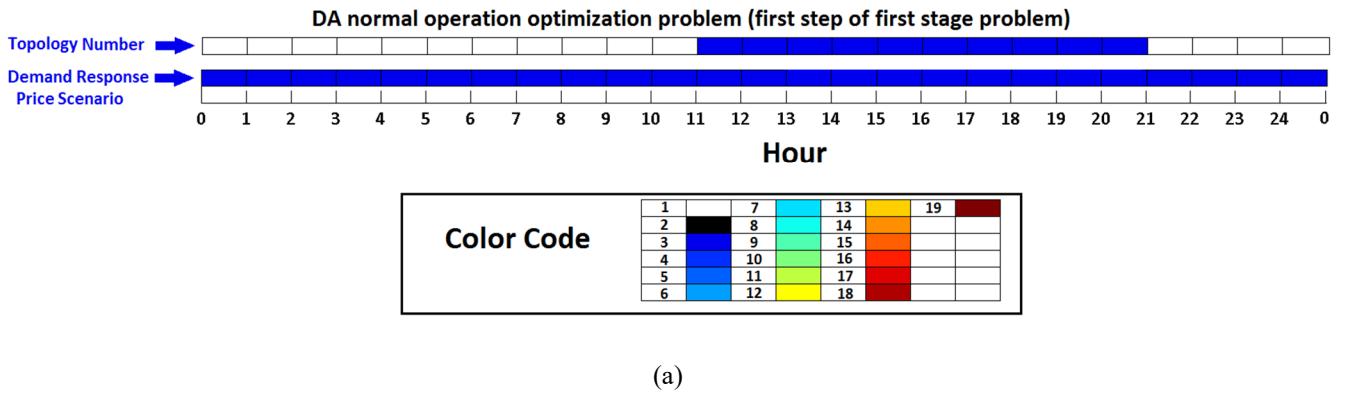 DA normal operation optimization problem (first step of first stage problem)
Topology Number
Demand Response
Price Scenario
0 1 2 3 4 5 6 7 8 9 10 11 12 13 14 15 16 17 18 19 20 21 22 23 24 0
Hour
Color Code
1 7 13 19
2 8 14
3 9 15
4 10 16
5 11 17
6 12 18
(a)